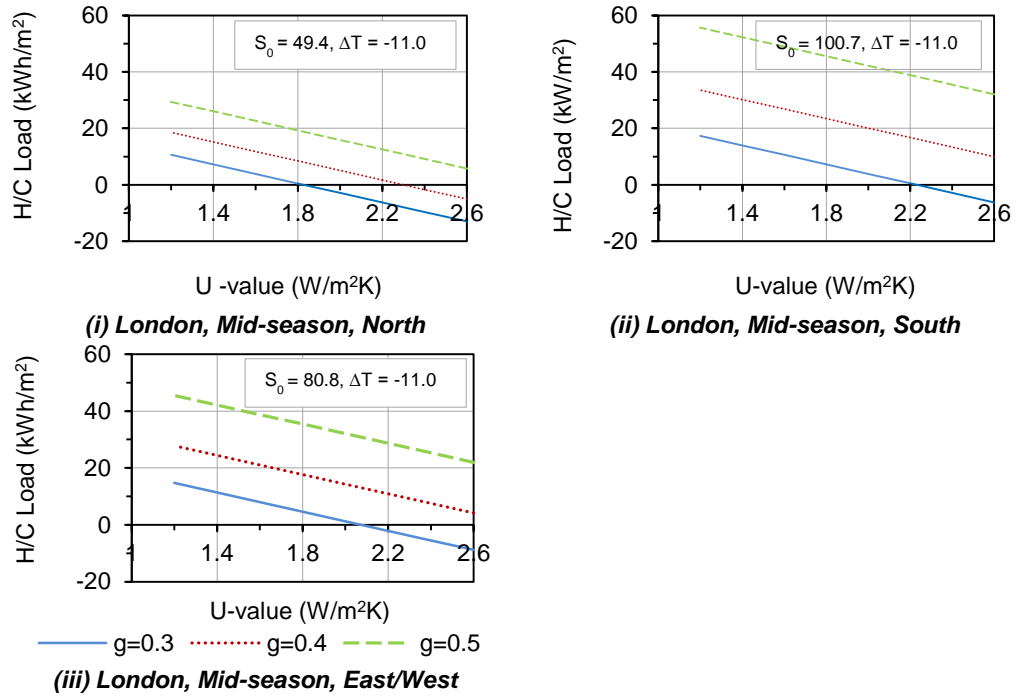 H/C Load (kWh/m²)
60
40
20
0
-20
S₀ = 49.4, ΔT = -11.0
1 1.4 1.8 2.2 2.6
U -value (W/m²K)
(i) London, Mid-season, North
H/C Load (kW/m²)
60
40
20
0
-20
S₀ = 100.7, ΔT = -11.0
1 1.4 1.8 2.2 2.6
U-value (W/m²K)
(ii) London, Mid-season, South
H/C Load (kWh/m²)
60
40
20
0
-20
S₀ = 80.8, ΔT = -11.0
1 1.4 1.8 2.2 2.6
U-value (W/m²K)
g=0.3 g=0.4 g=0.5
(iii) London, Mid-season, East/West